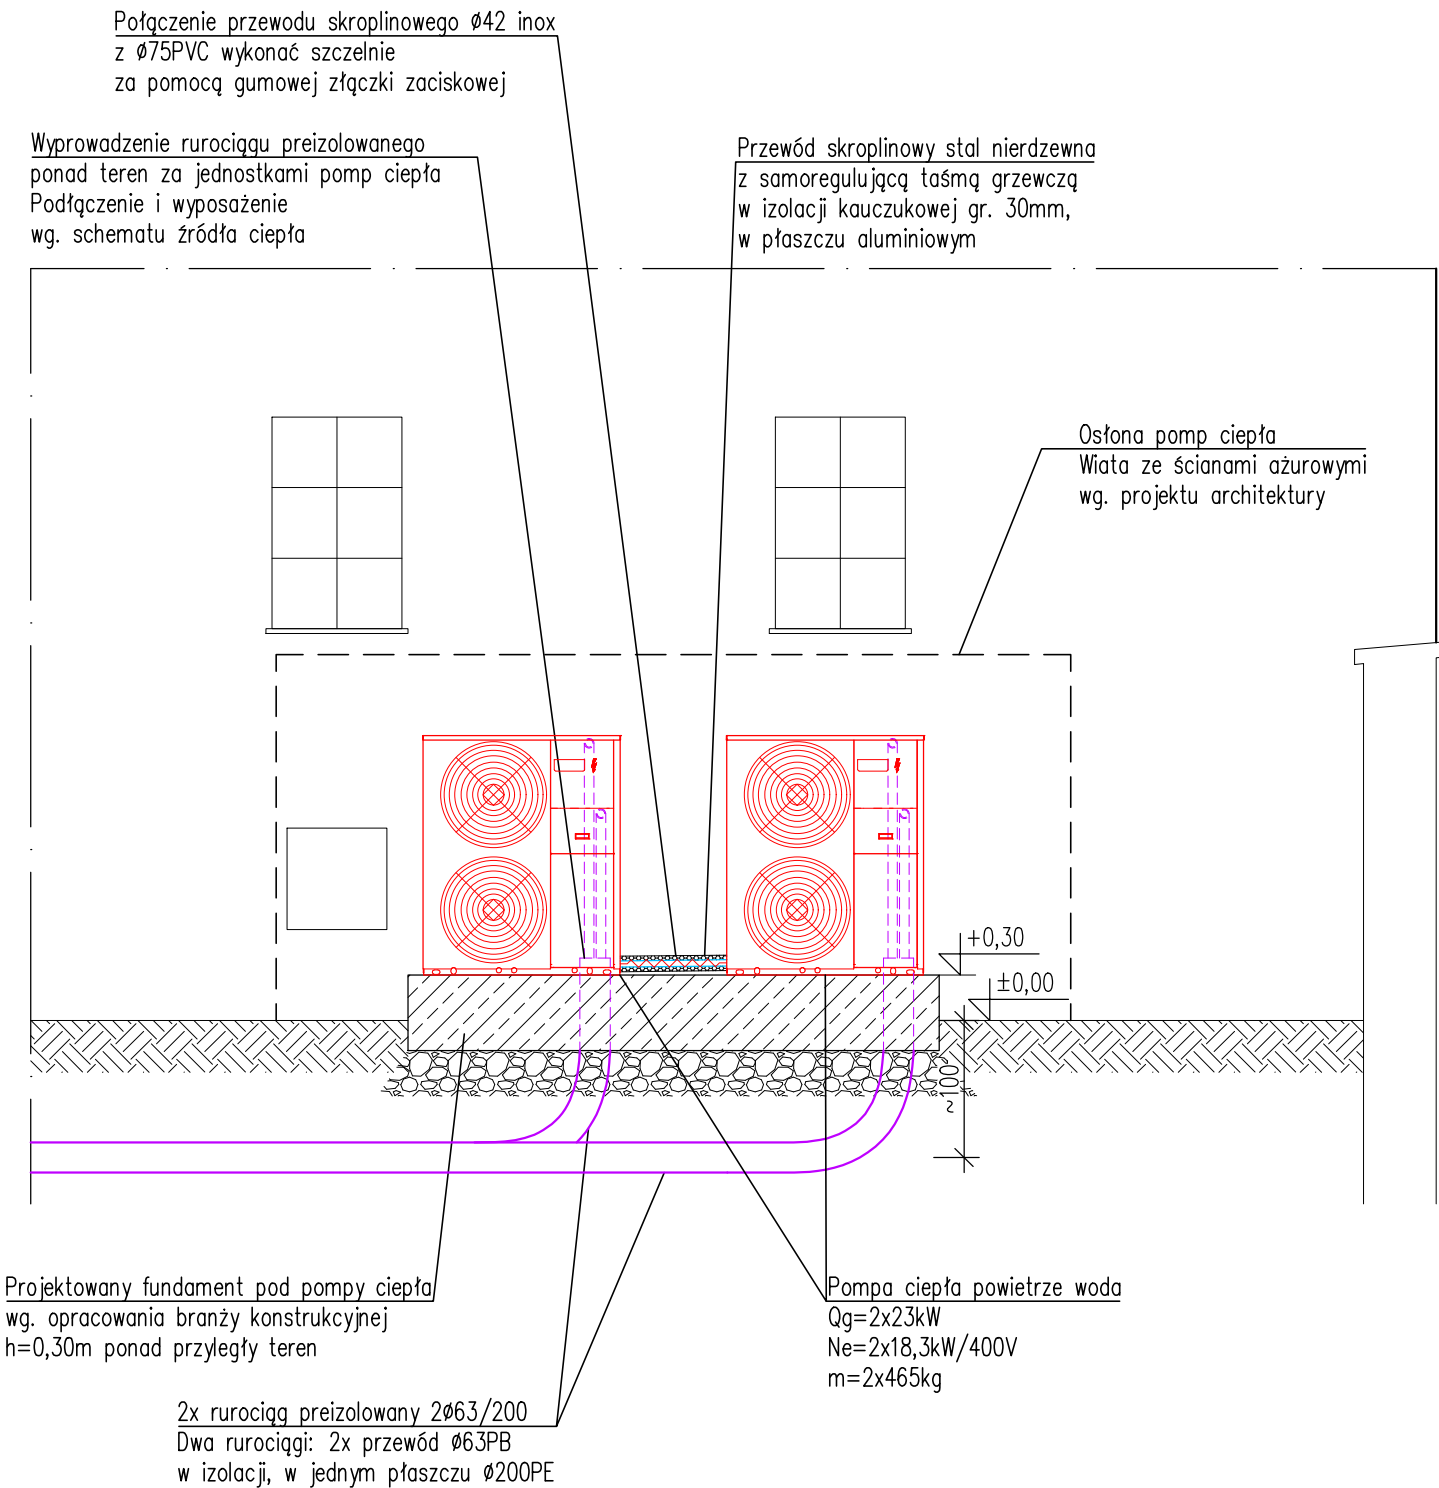 Połączenie przewodu skroplinowego Ø42 inox
z Ø75PVC wykonać szczelnie
za pomocą gumowej złączki zaciskowej
Wyprowadzenie rurociągu preizolowanego
ponad teren za jednostkami pomp ciepła
Podłączenie i wyposażenie
wg. schematu źródła ciepła
Przewód skroplinowy stal nierdzewna
z samoregulującą taśmą grzewczą
w izolacji kauczukowej gr. 30mm,
w płaszczu aluminiowym
Osłona pomp ciepła
Wiata ze ścianami ażurowymi
wg. projektu architektury
+0,30
±0,00
~100
Projektowany fundament pod pompy ciepła
wg. opracowania branży konstrukcyjnej
h=0,30m ponad przyległy teren
Pompa ciepła powietrze woda
Qg=2x23kW
Ne=2x18,3kW/400V
m=2x465kg
2x rurociąg preizolowany 2Ø63/200
Dwa rurociągi: 2x przewód Ø63PB
w izolacji, w jednym płaszczu Ø200PE